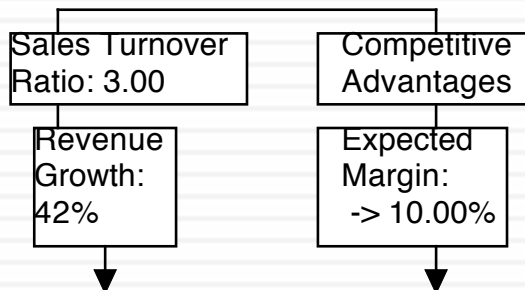 Sales Turnover
Ratio: 3.00
Competitive
Advantages
Revenue
Growth:
42%
Expected
Margin:
-> 10.00%